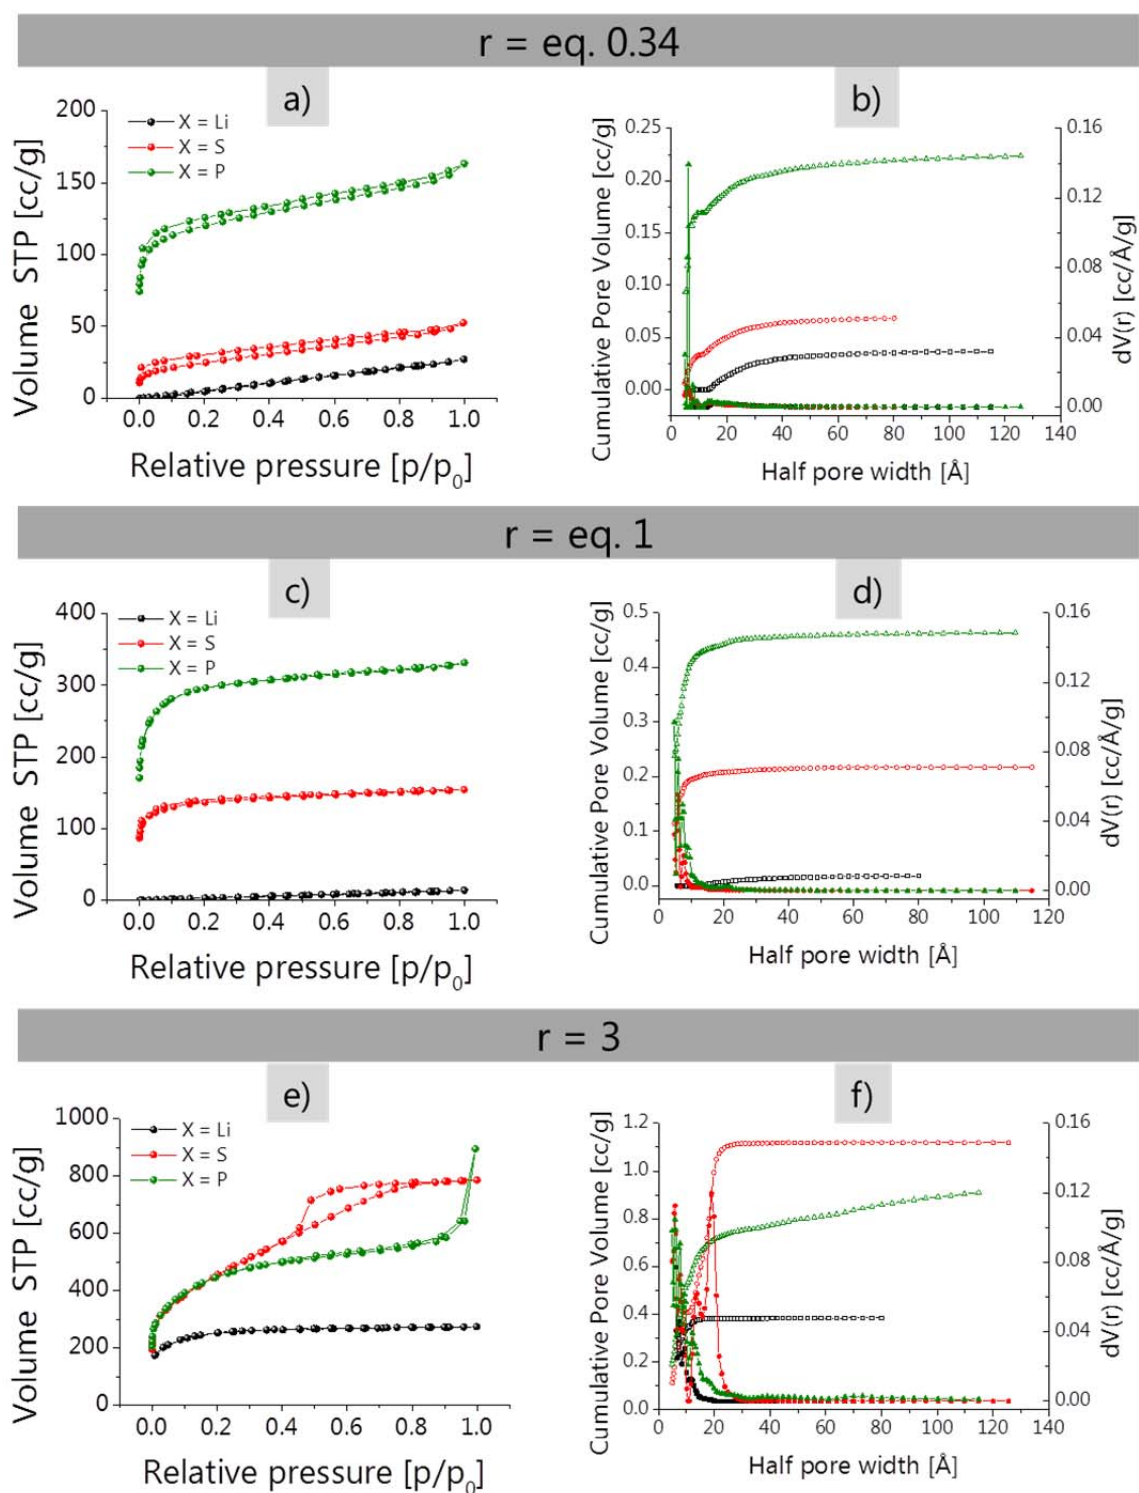 r = eq. 0.34
a)
b)
X = Li
X = S
X = P
200
150
100
50
0
Volume STP [cc/g]
0.0 0.2 0.4 0.6 0.8 1.0
Relative pressure [p/p0]
0.25
0.20
0.15
0.10
0.05
0.00
Cumulative Pore Volume [cc/g]
0.16
0.12
0.08
0.04
0.00
dV(r) [cc/Å/g]
0 20 40 60 80 100 120 140
Half pore width [Å]
r = eq. 1
c)
d)
X = Li
X = S
X = P
400
300
200
100
0
Volume STP [cc/g]
0.0 0.2 0.4 0.6 0.8 1.0
Relative pressure [p/p0]
0.5
0.4
0.3
0.2
0.1
0.0
Cumulative Pore Volume [cc/g]
0.16
0.12
0.08
0.04
0.00
dV(r) [cc/Å/g]
0 20 40 60 80 100 120
Half pore width [Å]
r = 3
e)
f)
X = Li
X = S
X = P
1000
800
600
400
200
0
Volume STP [cc/g]
0.0 0.2 0.4 0.6 0.8 1.0
Relative pressure [p/p0]
1.2
1.0
0.8
0.6
0.4
0.2
0.0
Cumulative Pore Volume [cc/g]
0.16
0.12
0.08
0.04
0.00
dV(r) [cc/Å/g]
0 20 40 60 80 100 120
Half pore width [Å]